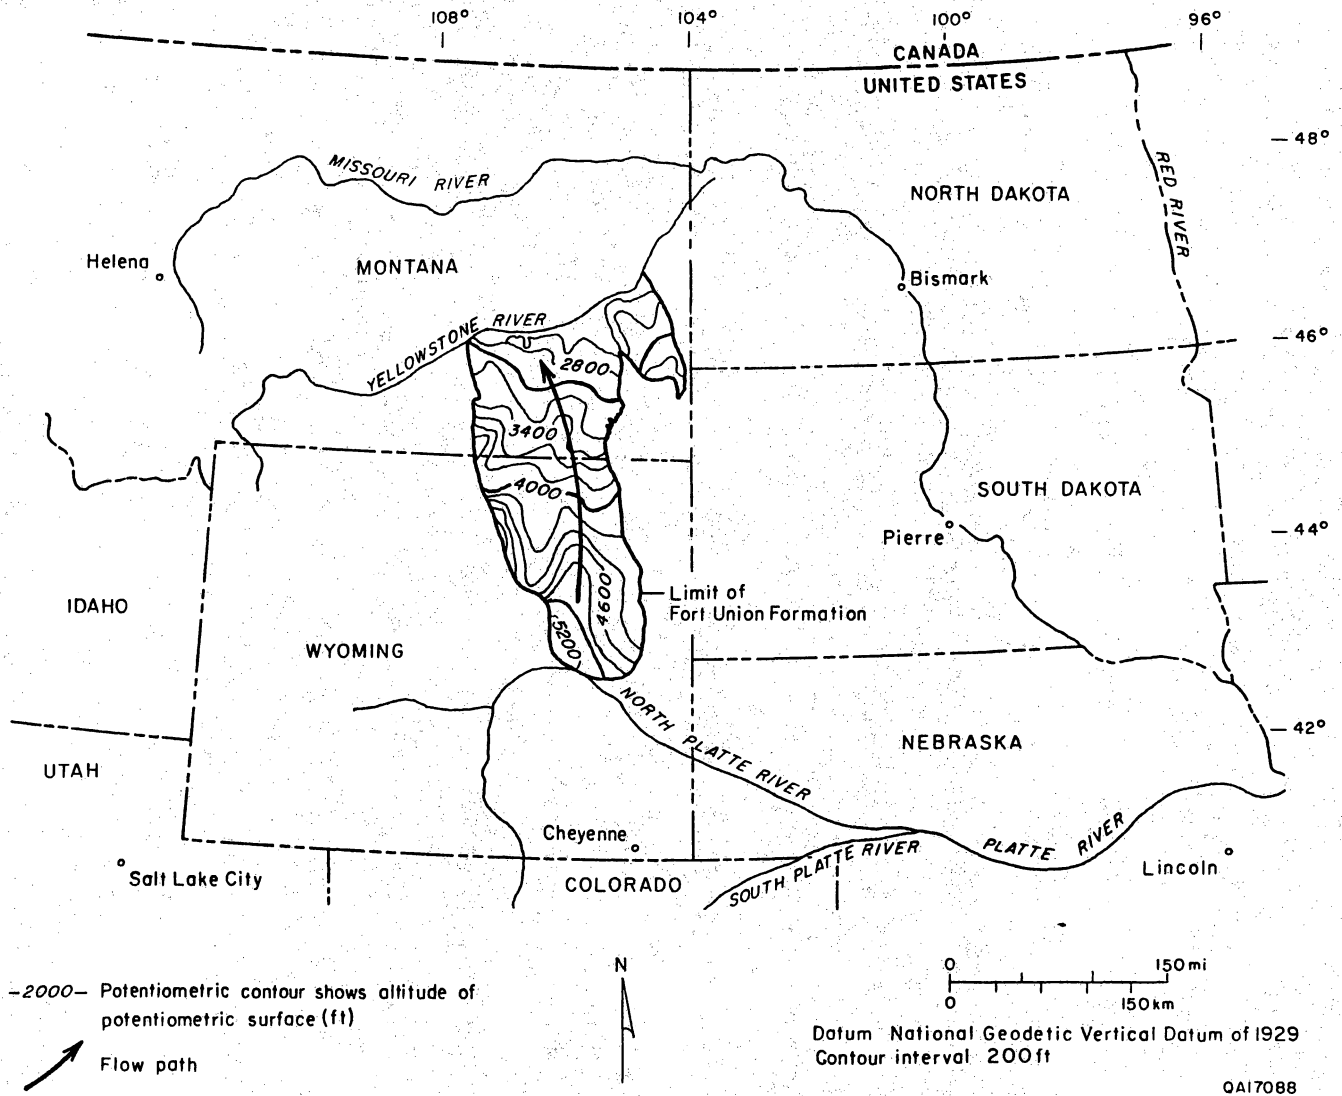 108°
104°
100°
96°
CANADA
UNITED STATES
48°
MISSOURI RIVER
RED RIVER
NORTH DAKOTA
Helena
MONTANA
Bismark
YELLOWSTONE RIVER
46°
2800
3400
4000
SOUTH DAKOTA
44°
Pierre
IDAHO
4600
Limit of
Fort Union Formation
5200
WYOMING
NORTH PLATTE RIVER
42°
NEBRASKA
UTAH
Cheyenne
SOUTH PLATTE RIVER
PLATTE RIVER
Lincoln
Salt Lake City
COLORADO
N
0 150 mi
0 150 km
-2000- Potentiometric contour shows altitude of
potentiometric surface (ft)
Flow path
Datum National Geodetic Vertical Datum of 1929
Contour interval 200 ft
QA17088